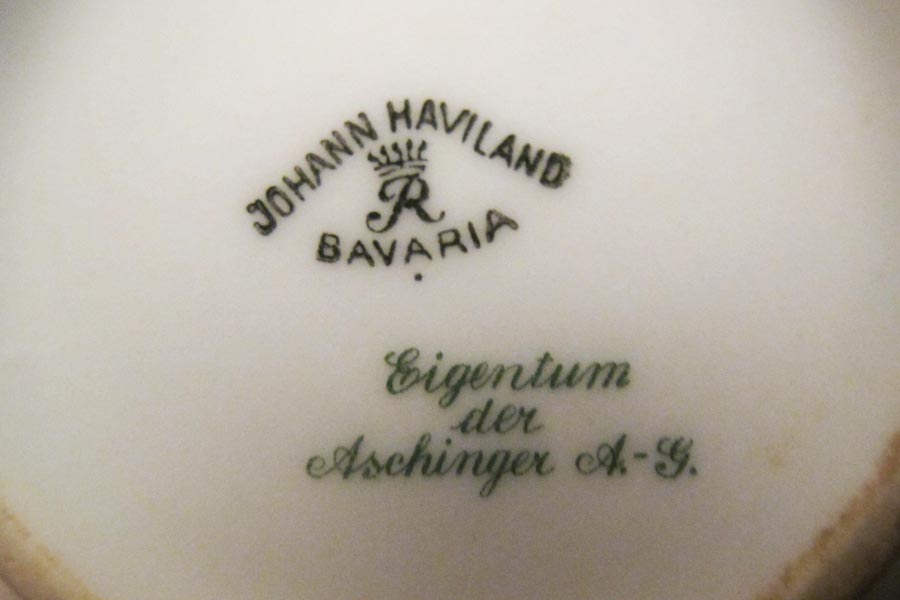 JOHANN HAVILAND
R
BAVARIA
Eigentum
der
Aschinger A.-G.